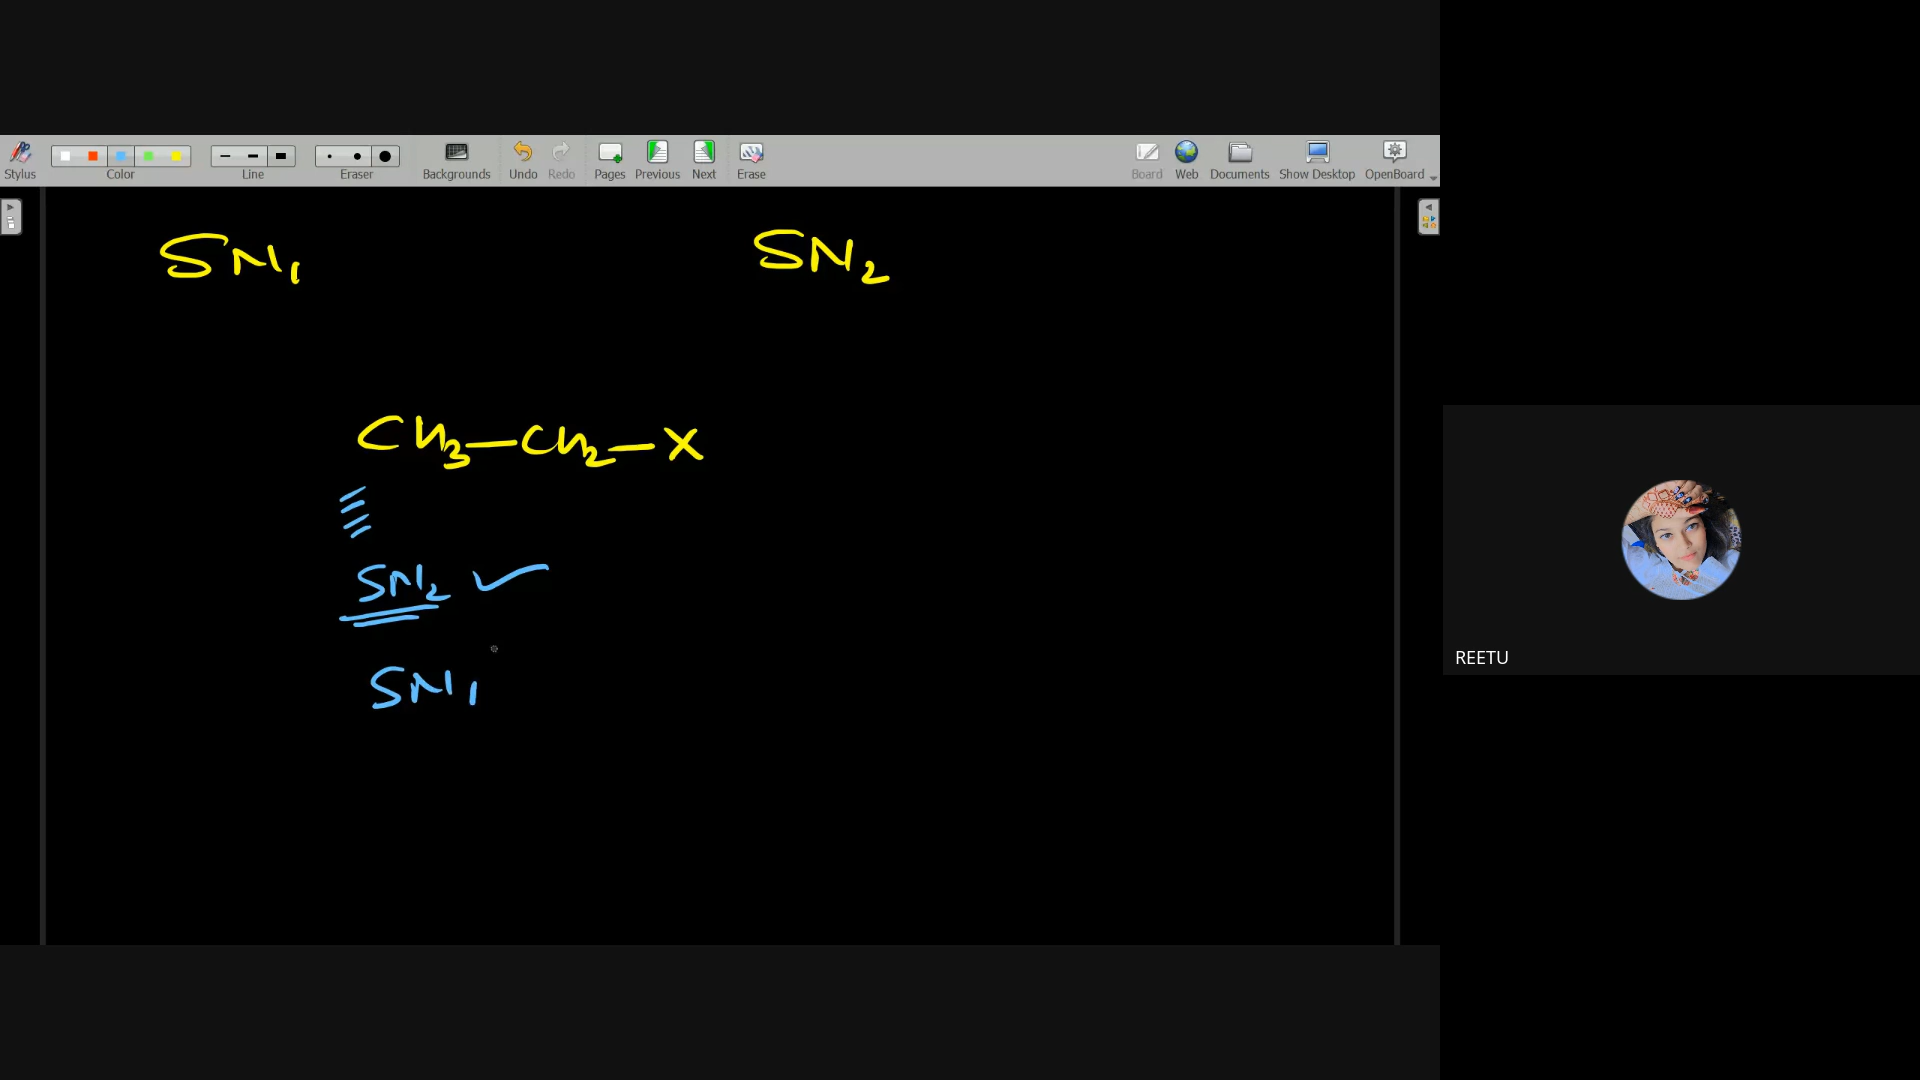 Stylus Color Line Eraser Backgrounds Undo Redo Pages Previous Next Erase Board Web Documents Show Desktop OpenBoard
SN1 SN2
CH3—CH2—X
SN2 ✓
SN1
REETU